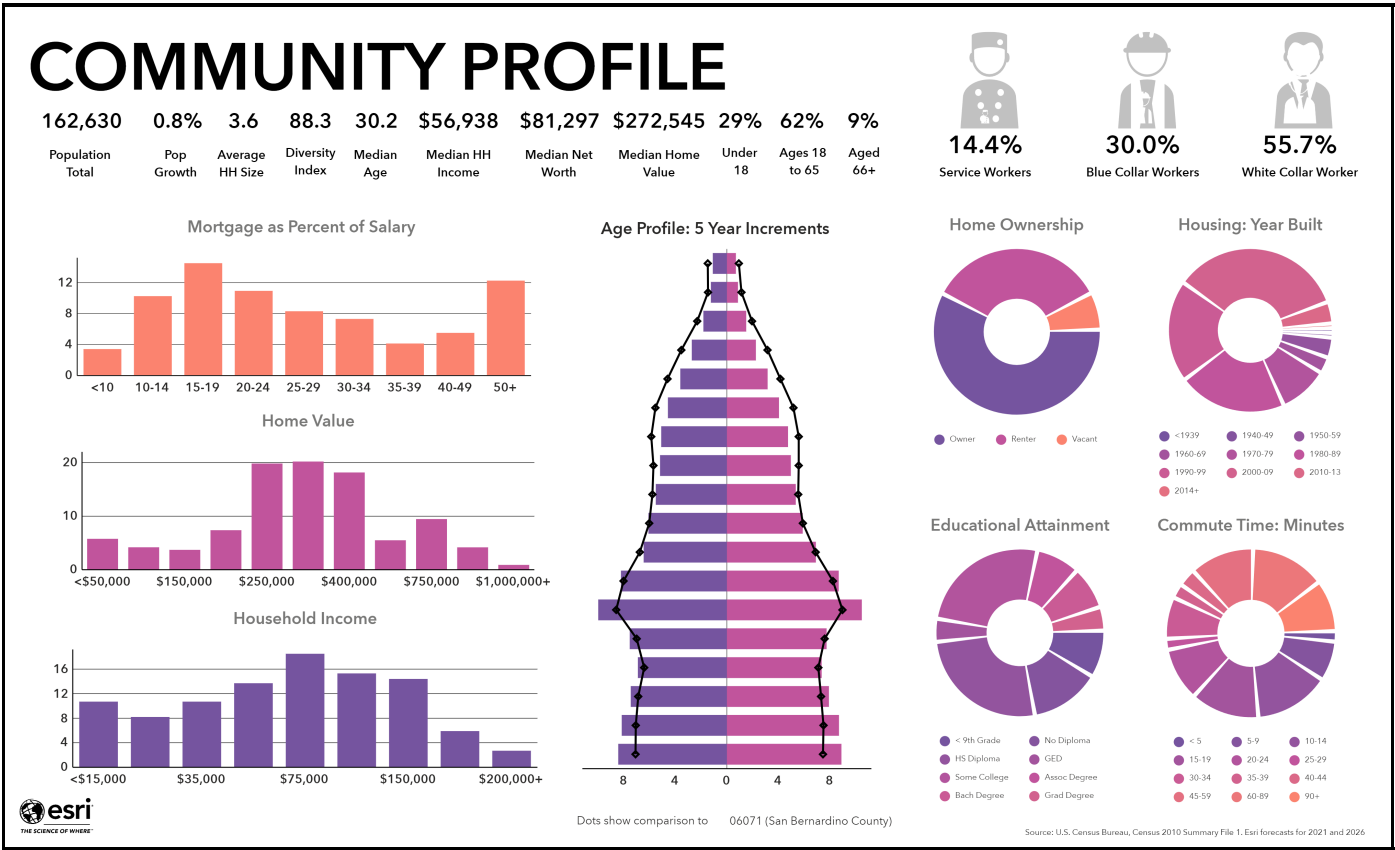 COMMUNITY PROFILE
162,630 0.8% 3.6 88.3 30.2 $56,938 $81,297 $272,545 29% 62% 9%
Population Pop Average Diversity Median Median HH Median Net Median Home Under Ages 18 Aged
Total Growth HH Size Index Age Income Worth Value 18 to 65 66+
14.4% 30.0% 55.7%
Service Workers Blue Collar Workers White Collar Worker
Mortgage as Percent of Salary
12
8
4
0
<10 10-14 15-19 20-24 25-29 30-34 35-39 40-49 50+
Home Value
20
10
0
<$50,000 $150,000 $250,000 $400,000 $750,000 $1,000,000+
Household Income
16
12
8
4
0
<$15,000 $35,000 $75,000 $150,000 $200,000+
esri
THE SCIENCE OF WHERE™
Age Profile: 5 Year Increments
8 4 0 4 8
Dots show comparison to 06071 (San Bernardino County)
Home Ownership
Owner Renter Vacant
Housing: Year Built
<1939 1940-49 1950-59
1960-69 1970-79 1980-89
1990-99 2000-09 2010-13
2014+
Educational Attainment
< 9th Grade No Diploma
HS Diploma GED
Some College Assoc Degree
Bach Degree Grad Degree
Commute Time: Minutes
< 5 5-9 10-14
15-19 20-24 25-29
30-34 35-39 40-44
45-59 60-89 90+
Source: U.S. Census Bureau, Census 2010 Summary File 1. Esri forecasts for 2021 and 2026